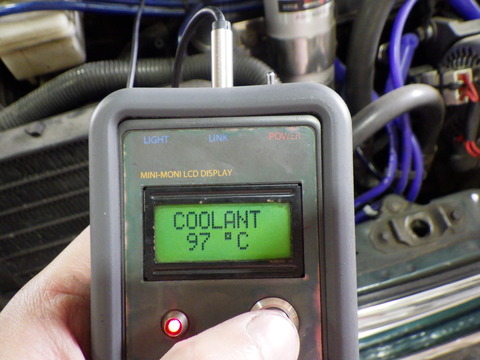 LIGHT LINK POWER
MINI-MONI LCD DISPLAY
COOLANT
97 °C